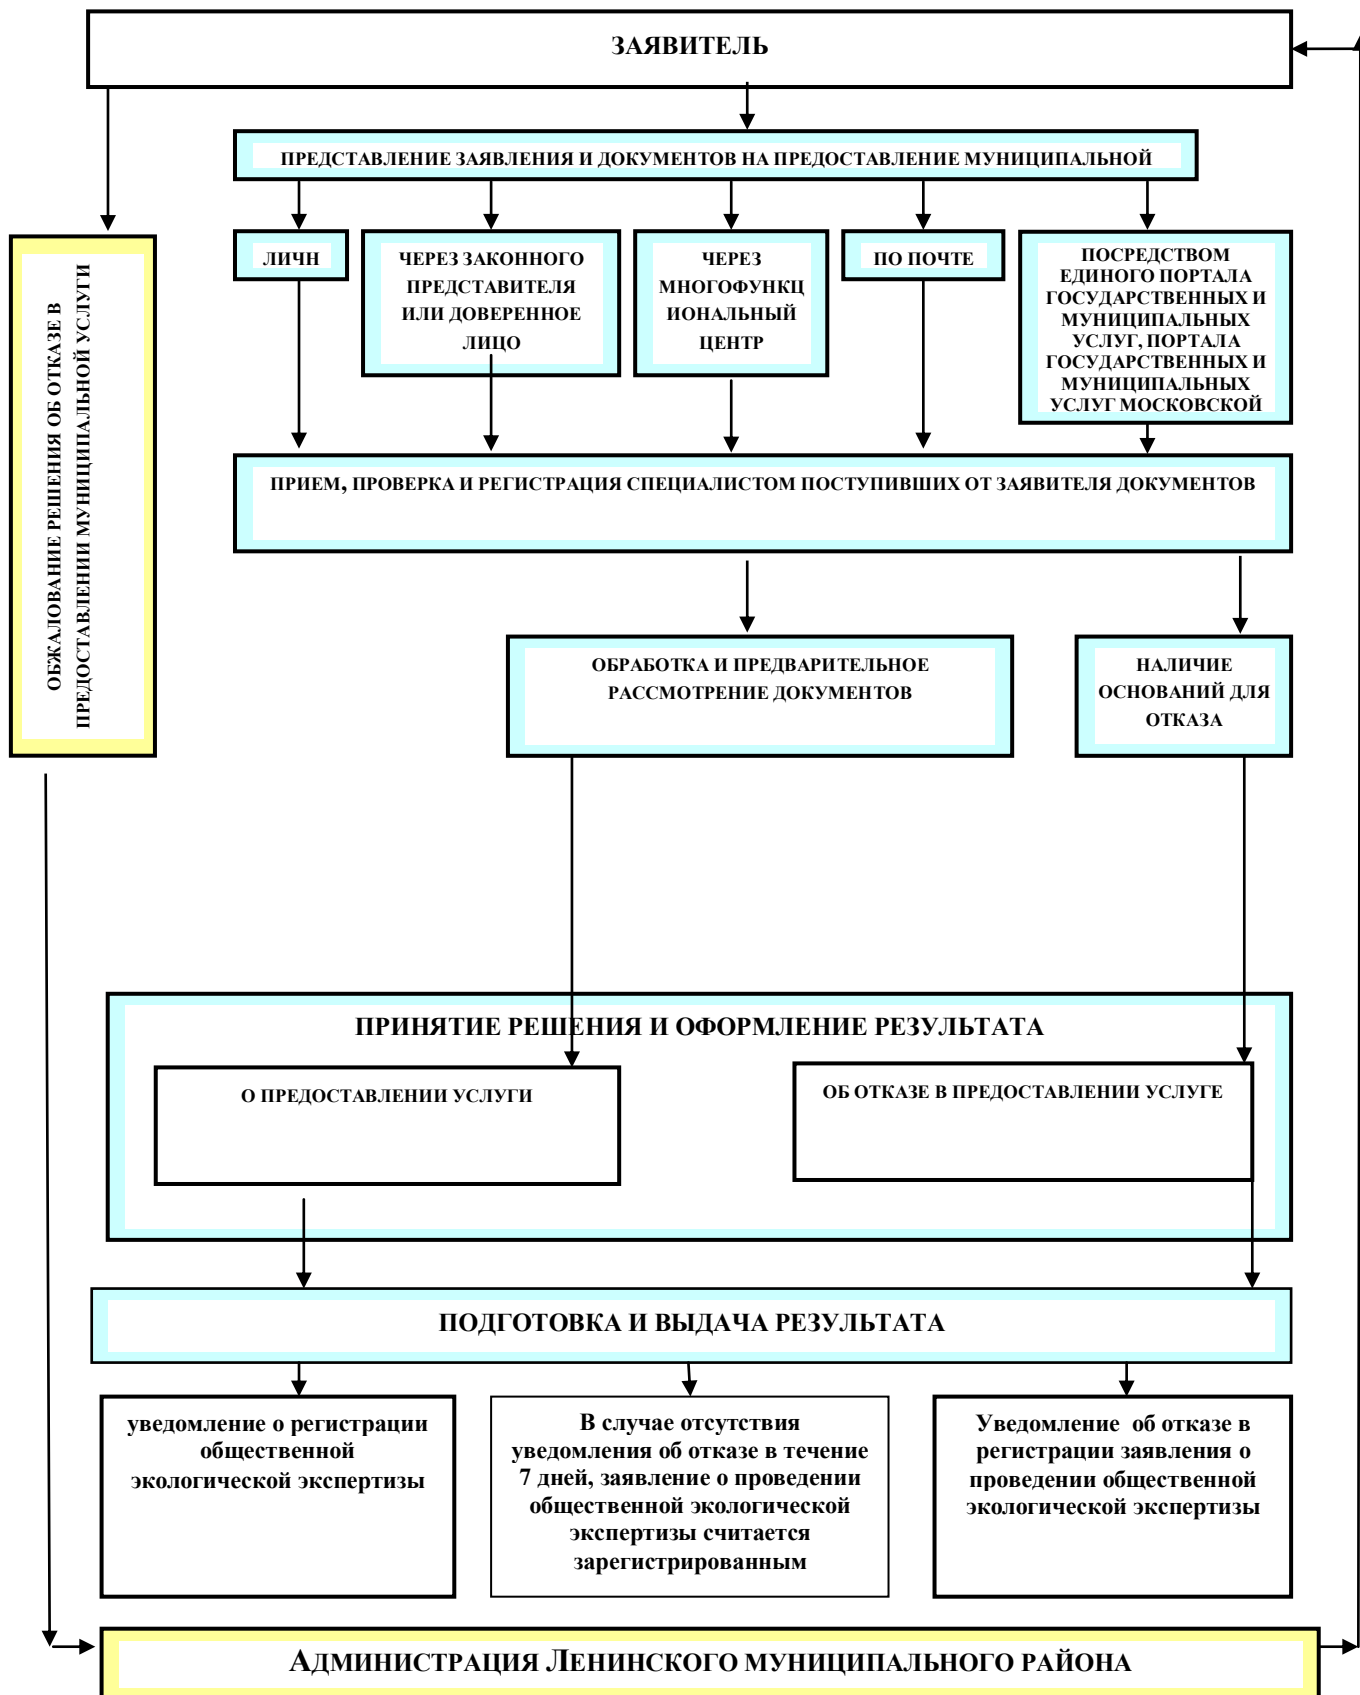 ЗАЯВИТЕЛЬ
ПРЕДСТАВЛЕНИЕ ЗАЯВЛЕНИЯ И ДОКУМЕНТОВ НА ПРЕДОСТАВЛЕНИЕ МУНИЦИПАЛЬНОЙ
ОБЖАЛОВАНИЕ РЕШЕНИЯ ОБ ОТКАЗЕ В
ПРЕДОСТАВЛЕНИИ МУНИЦИПАЛЬНОЙ УСЛУГИ
ЛИЧН
ЧЕРЕЗ ЗАКОННОГО
ПРЕДСТАВИТЕЛЯ
ИЛИ ДОВЕРЕННОЕ
ЛИЦО
ЧЕРЕЗ
МНОГОФУНКЦ
ИОНАЛЬНЫЙ
ЦЕНТР
ПО ПОЧТЕ
ПОСРЕДСТВОМ
ЕДИНОГО ПОРТАЛА
ГОСУДАРСТВЕННЫХ И
МУНИЦИПАЛЬНЫХ
УСЛУГ, ПОРТАЛА
ГОСУДАРСТВЕННЫХ И
МУНИЦИПАЛЬНЫХ
УСЛУГ МОСКОВСКОЙ
ПРИЕМ, ПРОВЕРКА И РЕГИСТРАЦИЯ СПЕЦИАЛИСТОМ ПОСТУПИВШИХ ОТ ЗАЯВИТЕЛЯ ДОКУМЕНТОВ
ОБРАБОТКА И ПРЕДВАРИТЕЛЬНОЕ
РАССМОТРЕНИЕ ДОКУМЕНТОВ
НАЛИЧИЕ
ОСНОВАНИЙ ДЛЯ
ОТКАЗА
ПРИНЯТИЕ РЕШЕНИЯ И ОФОРМЛЕНИЕ РЕЗУЛЬТАТА
О ПРЕДОСТАВЛЕНИИ УСЛУГИ
ОБ ОТКАЗЕ В ПРЕДОСТАВЛЕНИИ УСЛУГЕ
ПОДГОТОВКА И ВЫДАЧА РЕЗУЛЬТАТА
уведомление о регистрации
общественной
экологической экспертизы
В случае отсутствия
уведомления об отказе в течение
7 дней, заявление о проведении
общественной экологической
экспертизы считается
зарегистрированным
Уведомление об отказе в
регистрации заявления о
проведении общественной
экологической экспертизы
АДМИНИСТРАЦИЯ ЛЕНИНСКОГО МУНИЦИПАЛЬНОГО РАЙОНА